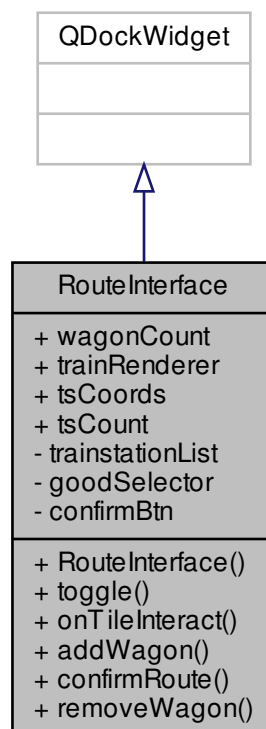 QDockWidget
RouteInterface
+ wagonCount
+ trainRenderer
+ tsCoords
+ tsCount
- trainstationList
- goodSelector
- confirmBtn
+ RouteInterface()
+ toggle()
+ onTileInteract()
+ addWagon()
+ confirmRoute()
+ removeWagon()